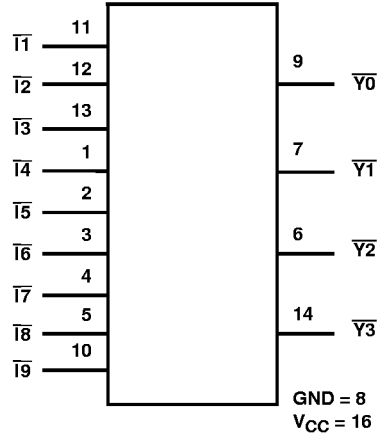 11
I1
12
I2
13
I3
1
I4
2
I5
3
I6
4
I7
5
I8
10
I9
9
Y0
7
Y1
6
Y2
14
Y3
GND = 8
VCC = 16